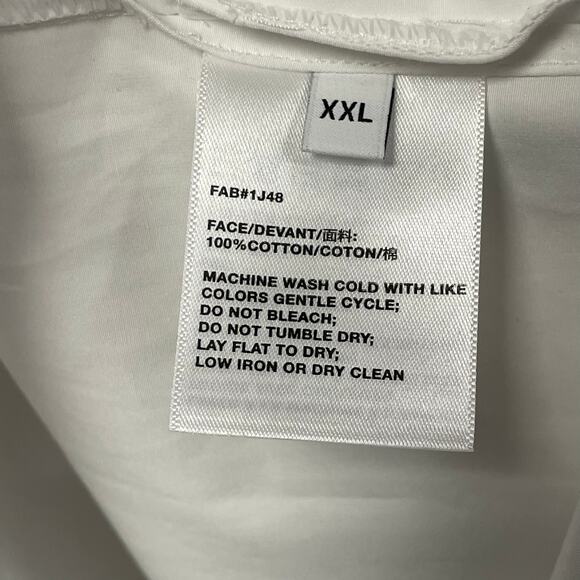 XXL
FAB#1J48
FACE/DEVANT/面料:
100%COTTON/COTON/棉
MACHINE WASH COLD WITH LIKE
COLORS GENTLE CYCLE;
DO NOT BLEACH;
DO NOT TUMBLE DRY;
LAY FLAT TO DRY;
LOW IRON OR DRY CLEAN